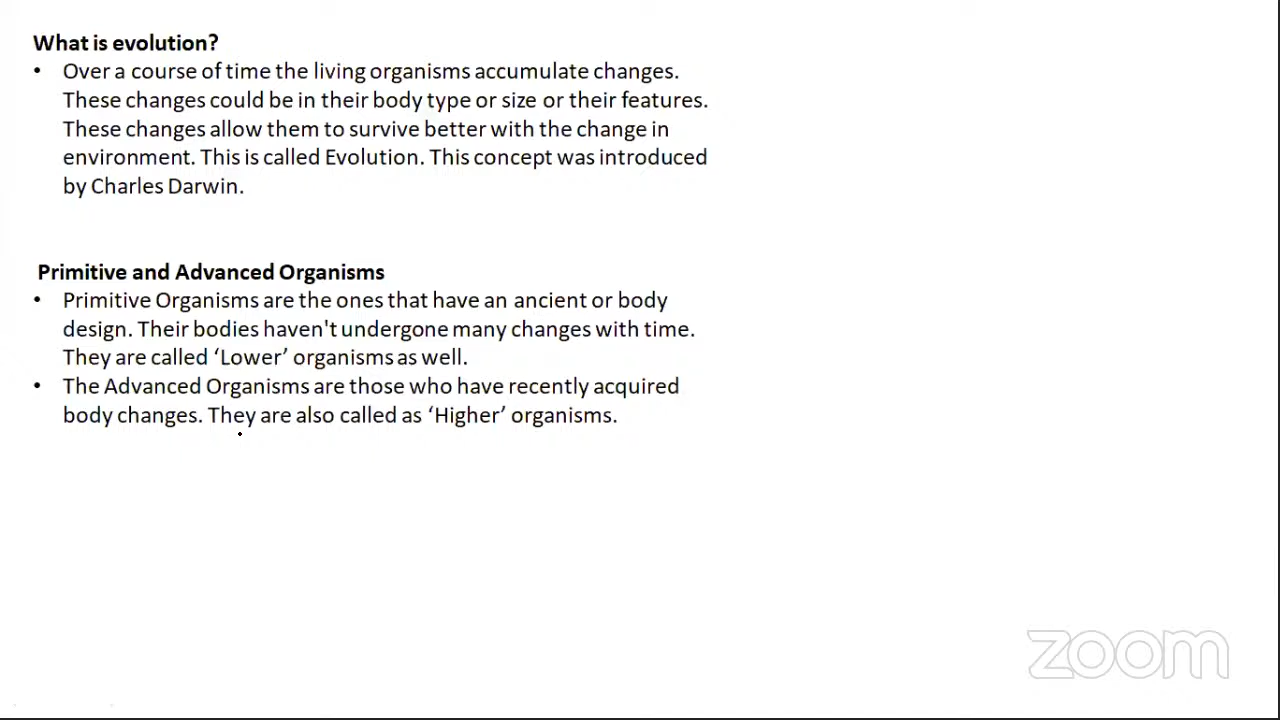 What is evolution?
• Over a course of time the living organisms accumulate changes.
These changes could be in their body type or size or their features.
These changes allow them to survive better with the change in
environment. This is called Evolution. This concept was introduced
by Charles Darwin.
Primitive and Advanced Organisms
• Primitive Organisms are the ones that have an ancient or body
design. Their bodies haven't undergone many changes with time.
They are called ‘Lower’ organisms as well.
• The Advanced Organisms are those who have recently acquired
body changes. They are also called as ‘Higher’ organisms.
zoom